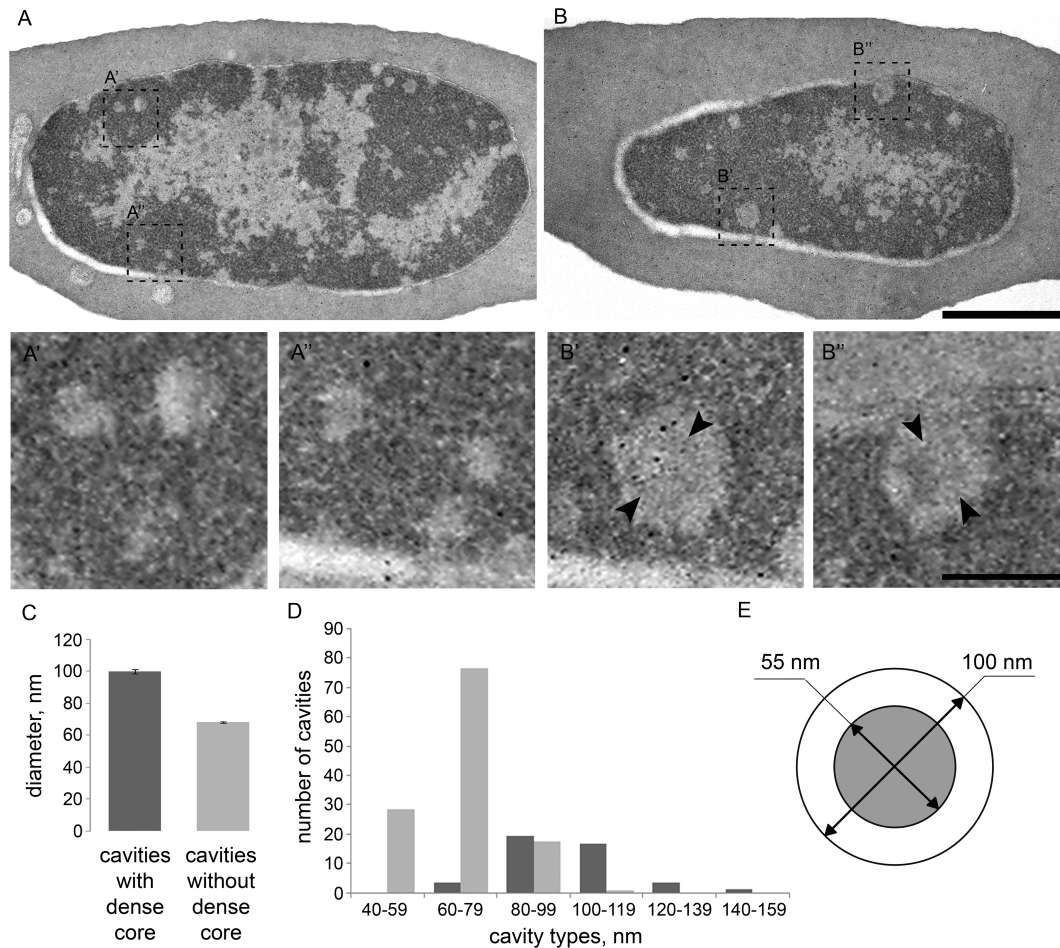 A
B
A’
A’’
B’’
B’
A’
A’’
B’
B’’
C
diameter, nm
120
100
80
60
40
20
0
cavities
with
dense
core
cavities
without
dense
core
D
number of cavities
90
80
70
60
50
40
30
20
10
0
40-59
60-79
80-99
100-119
120-139
140-159
cavity types, nm
E
55 nm
100 nm